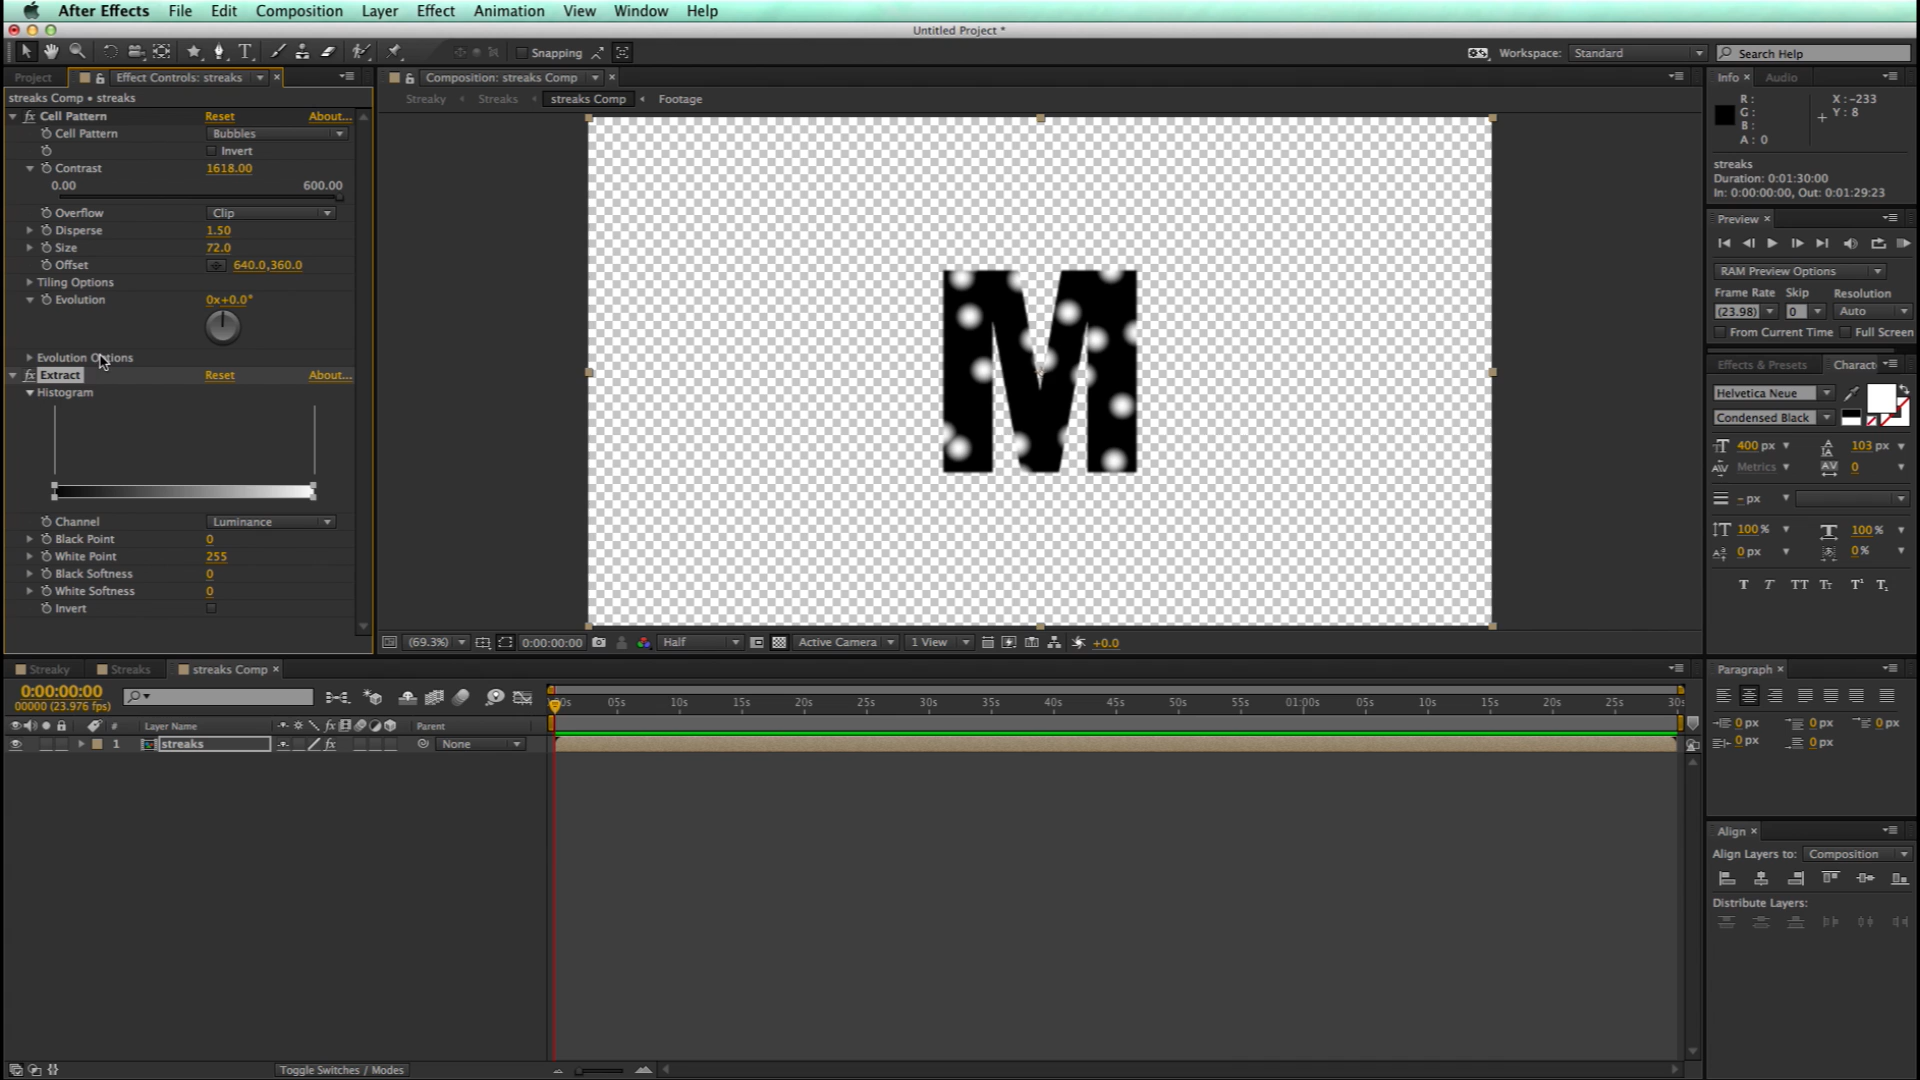 After Effects File Edit Composition Layer Effect Animation View Window Help
Untitled Project *
Snapping Workspace: Standard Search Help
Project Effect Controls: streaks × Composition: streaks Comp × Info × Audio
streaks Comp • streaks Streaky Streaks streaks Comp Footage
R : X : -233
G : Y : 8
B :
A : 0
fx Cell Pattern Reset About...
Cell Pattern Bubbles
Invert
Contrast 1618.00
0.00 600.00
Overflow Clip
Disperse 1.50
Size 72.0
Offset 640.0,360.0
Tiling Options
Evolution 0x+0.0°
Evolution Options
fx Extract Reset About...
Histogram
Channel Luminance
Black Point 0
White Point 255
Black Softness 0
White Softness 0
Invert
M
(69.3%) 0:00:00:00 Half Active Camera 1 View +0.0
streaks
Duration: 0:01:30:00
In: 0:00:00:00, Out: 0:01:29:23
Preview ×
RAM Preview Options
Frame Rate Skip Resolution
(23.98) 0 Auto
From Current Time Full Screen
Effects & Presets Charact
Helvetica Neue
Condensed Black
400 px 103 px
Metrics 0
- px
100% 100%
0 px 0%
T T TT Tt T¹ T₁
Streaky Streaks streaks Comp ×
0:00:00:00
00000 (23.976 fps)
# Layer Name fx Parent
1 streaks fx None
05s 10s 15s 20s 25s 30s 35s 40s 45s 50s 55s 01:00s 05s 10s 15s 20s 25s 30s
Toggle Switches / Modes
Paragraph ×
0 px 0 px 0 px
0 px 0 px
Align ×
Align Layers to: Composition
Distribute Layers: